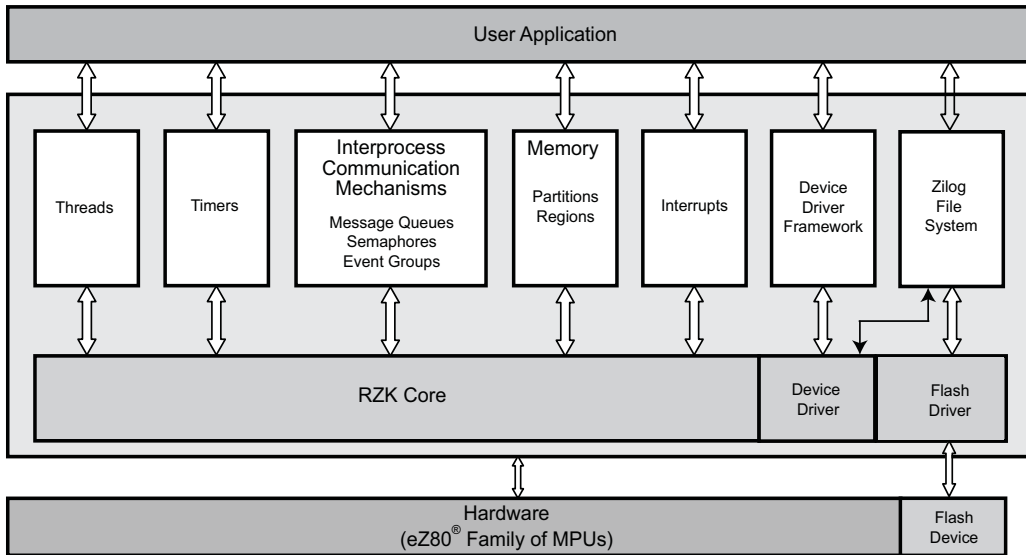 User Application
Threads
Timers
Interprocess
Communication
Mechanisms
Message Queues
Semaphores
Event Groups
Memory
Partitions
Regions
Interrupts
Device
Driver
Framework
Zilog
File
System
RZK Core
Device
Driver
Flash
Driver
Hardware
(eZ80® Family of MPUs)
Flash
Device